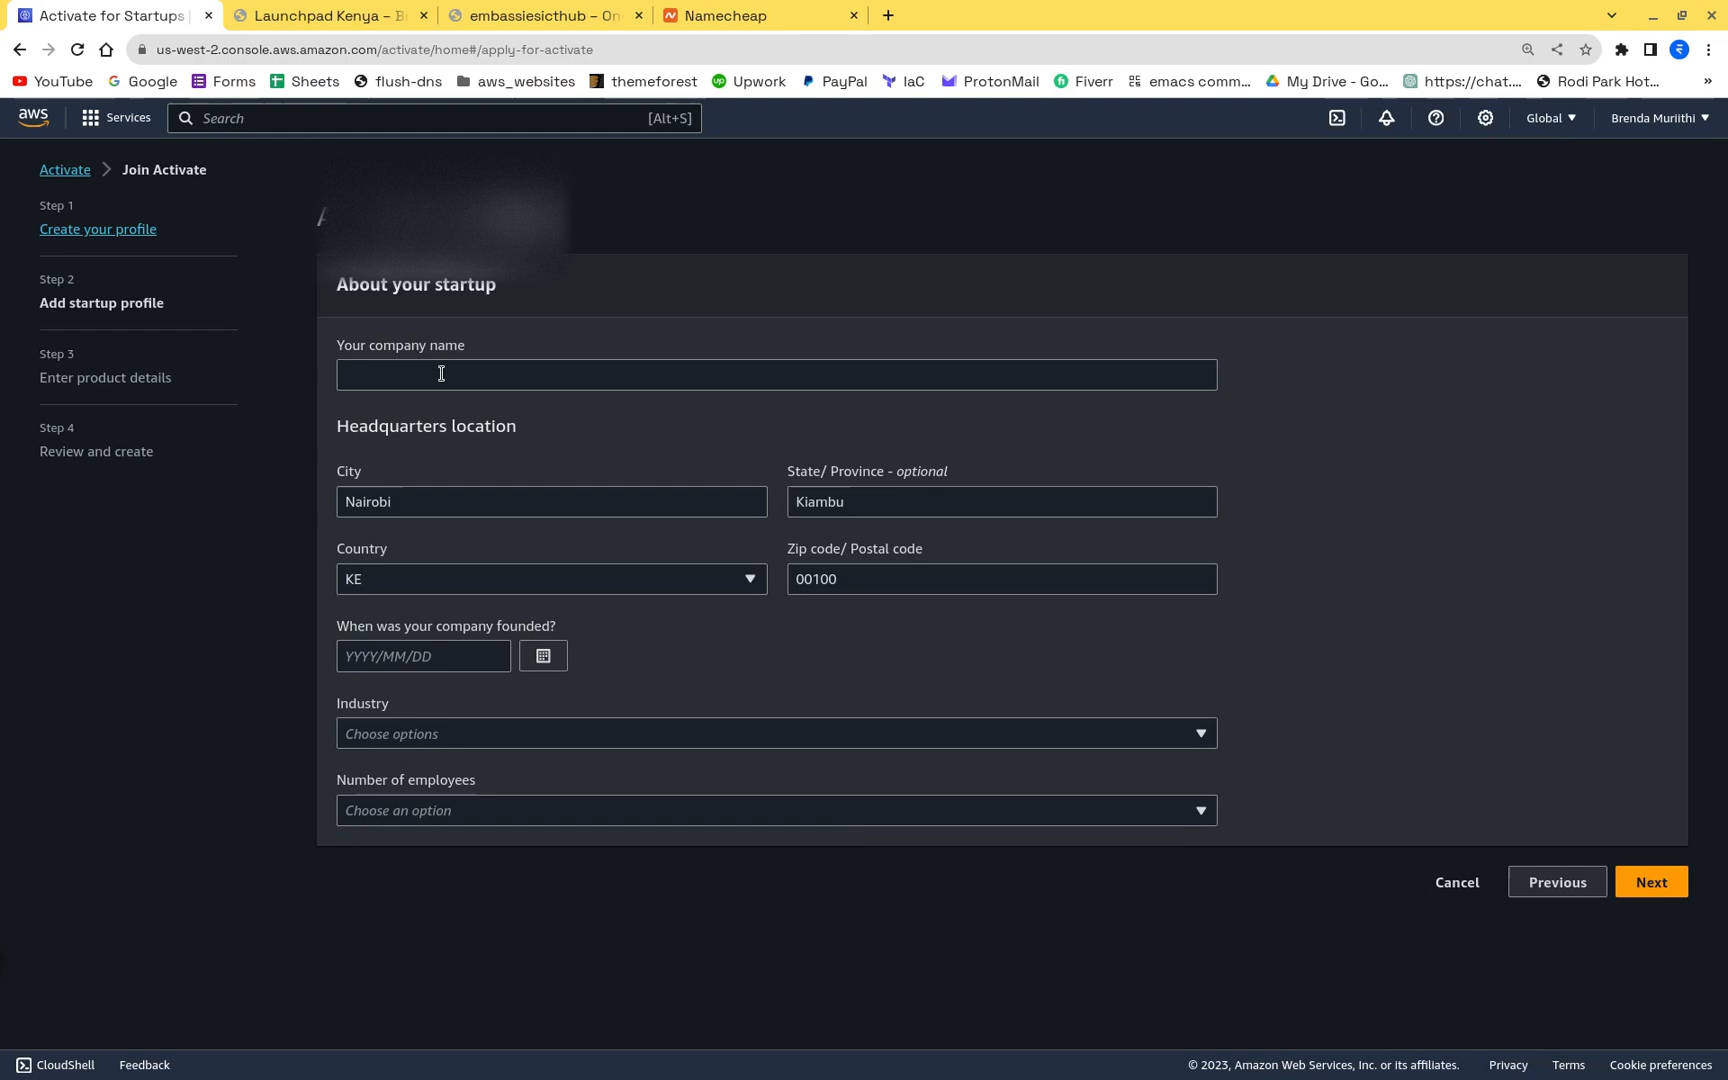 Activate for Startups
Launchpad Kenya – B
embassiesicthub – On
Namecheap
us-west-2.console.aws.amazon.com/activate/home#/apply-for-activate
YouTube
Google
Forms
Sheets
flush-dns
aws_websites
themeforest
Upwork
PayPal
IaC
ProtonMail
Fiverr
emacs comm...
My Drive - Go...
https://chat....
Rodi Park Hot...
»
aws
Services
Search
[Alt+S]
Global
Brenda Muriithi
Activate
Join Activate
Step 1
Create your profile
Step 2
Add startup profile
Step 3
Enter product details
Step 4
Review and create
About your startup
Your company name
Headquarters location
City
State/ Province - optional
Nairobi
Kiambu
Country
Zip code/ Postal code
KE
00100
When was your company founded?
YYYY/MM/DD
Industry
Choose options
Number of employees
Choose an option
Cancel
Previous
Next
CloudShell
Feedback
© 2023, Amazon Web Services, Inc. or its affiliates.
Privacy
Terms
Cookie preferences